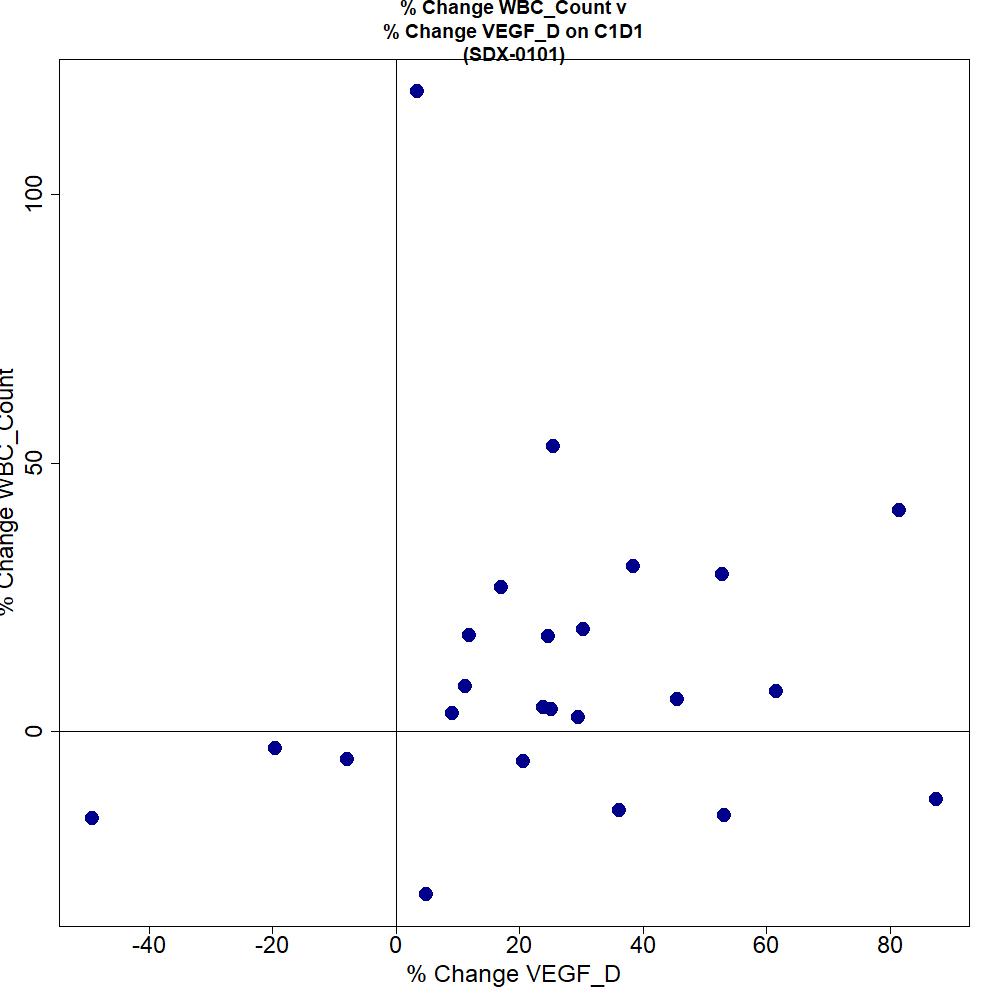 % Change WBC_Count v
% Change VEGF_D on C1D1
(SDX-0101)
100
50
0
% Change WBC_Count
-40 -20 0 20 40 60 80
% Change VEGF_D